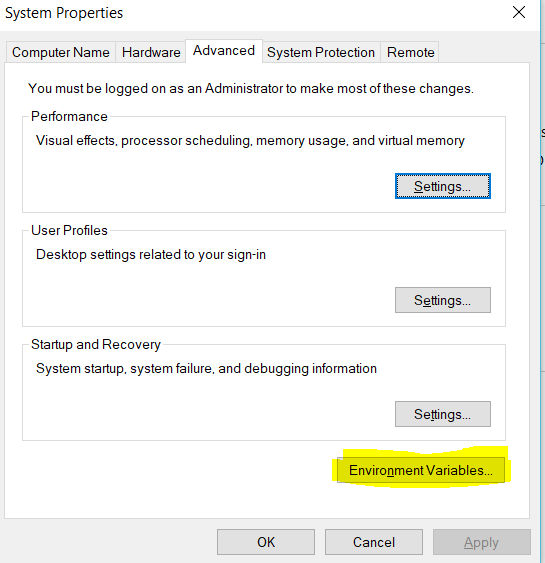 System Properties
Computer Name
Hardware
Advanced
System Protection
Remote
You must be logged on as an Administrator to make most of these changes.
Performance
Visual effects, processor scheduling, memory usage, and virtual memory
Settings...
User Profiles
Desktop settings related to your sign-in
Settings...
Startup and Recovery
System startup, system failure, and debugging information
Settings...
Environment Variables...
OK
Cancel
Apply